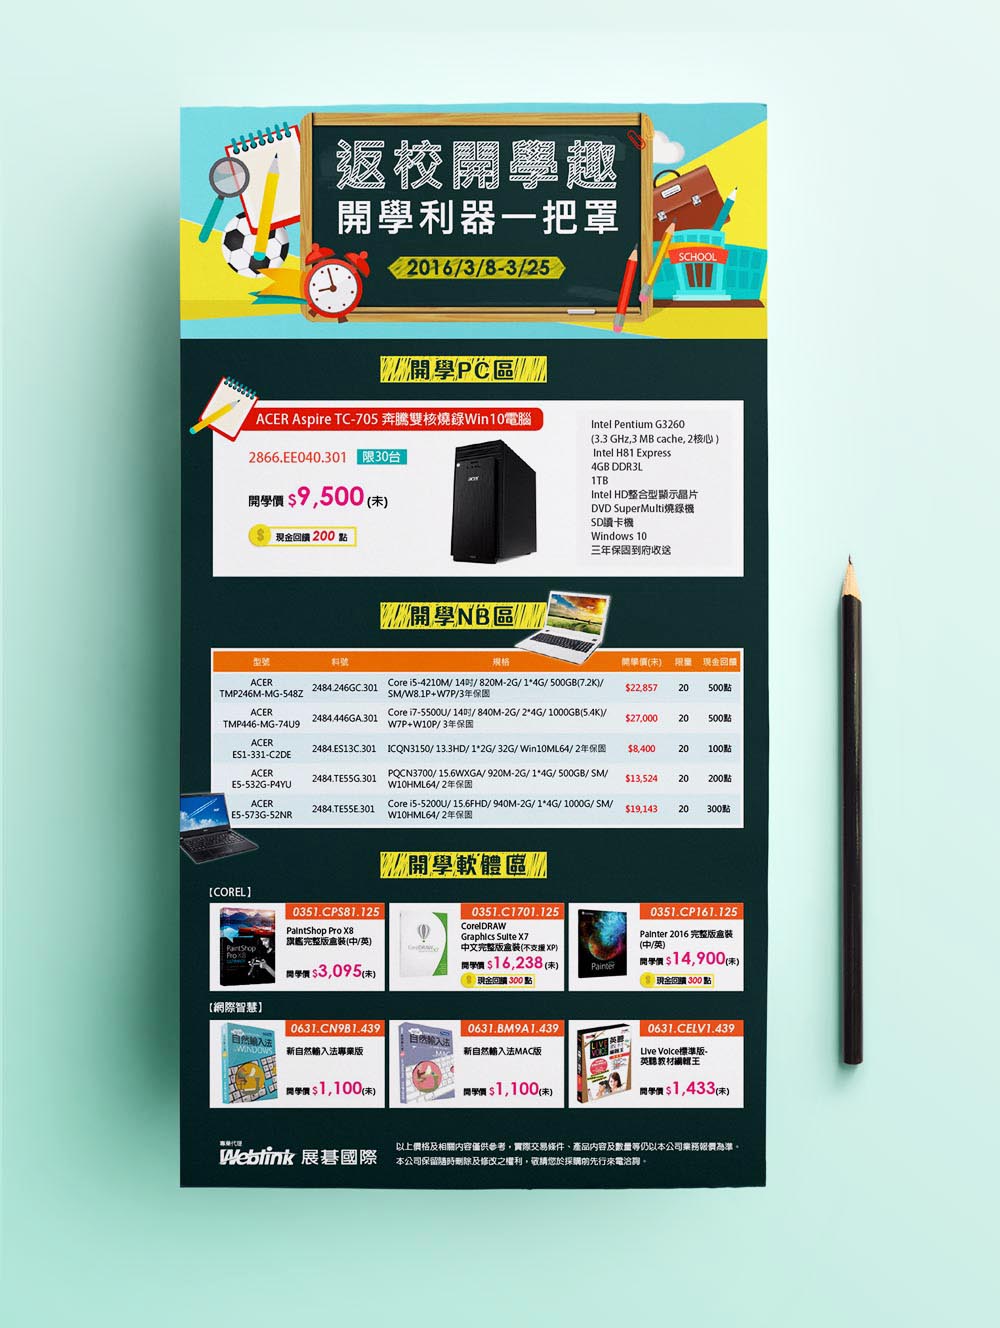 返校開學趣
開學利器一把罩
2016/3/8-3/25
SCHOOL
開學PC區
ACER Aspire TC-705 奔騰雙核燒錄Win10電腦
2866.EE040.301 限30台
開學價 $9,500(未)
$ 現金回饋 200 點
acer
Intel Pentium G3260
(3.3 GHz,3 MB cache, 2核心)
Intel H81 Express
4GB DDR3L
1TB
Intel HD整合型顯示晶片
DVD SuperMulti燒錄機
SD讀卡機
Windows 10
三年保固到府收送
開學NB區
型號 料號 規格 開學價(未) 限量 現金回饋
ACER
TMP246M-MG-548Z 2484.246GC.301 Core i5-4210M/ 14吋/ 820M-2G/ 1*4G/ 500GB(7.2K)/
SM/W8.1P+W7P/3年保固 $22,857 20 500點
ACER
TMP446-MG-74U9 2484.446GA.301 Core i7-5500U/ 14吋/ 840M-2G/ 2*4G/ 1000GB(5.4K)/
W7P+W10P/ 3年保固 $27,000 20 500點
ACER
ES1-331-C2DE 2484.ES13C.301 ICQN3150/ 13.3HD/ 1*2G/ 32G/ Win10ML64/ 2年保固 $8,400 20 100點
ACER
E5-532G-P4YU 2484.TE55G.301 PQCN3700/ 15.6WXGA/ 920M-2G/ 1*4G/ 500GB/ SM/
W10HML64/ 2年保固 $13,524 20 200點
ACER
E5-573G-52NR 2484.TE55E.301 Core i5-5200U/ 15.6FHD/ 940M-2G/ 1*4G/ 1000G/ SM/
W10HML64/ 2年保固 $19,143 20 300點
開學軟體區
【COREL】
0351.CPS81.125
PaintShop Pro X8
旗艦完整版盒裝(中/英)
開學價 $3,095(未)
PaintShop
Pro X8
0351.C1701.125
CorelDRAW
Graphics Suite X7
中文完整版盒裝(不支援 XP)
開學價 $16,238(未)
$ 現金回饋 300 點
CorelDRAW
0351.CP161.125
Painter 2016 完整版盒裝
(中/英)
開學價 $14,900(未)
$ 現金回饋 300 點
Painter
【網際智慧】
0631.CN9B1.439
新自然輸入法專業版
開學價 $1,100(未)
自然輸入法
WINDOWS
0631.BM9A1.439
新自然輸入法MAC版
開學價 $1,100(未)
自然輸入法
MAC
0631.CELV1.439
Live Voice標準版-
英聽教材編輯王
開學價 $1,433(未)
LIVE
VOICE
英聽
專業代理
Weblink 展碁國際
以上價格及相關內容僅供參考，實際交易條件、產品內容及數量等仍以本公司業務報價為準。
本公司保留隨時刪除及修改之權利，敬請您於採購前先行來電洽詢。